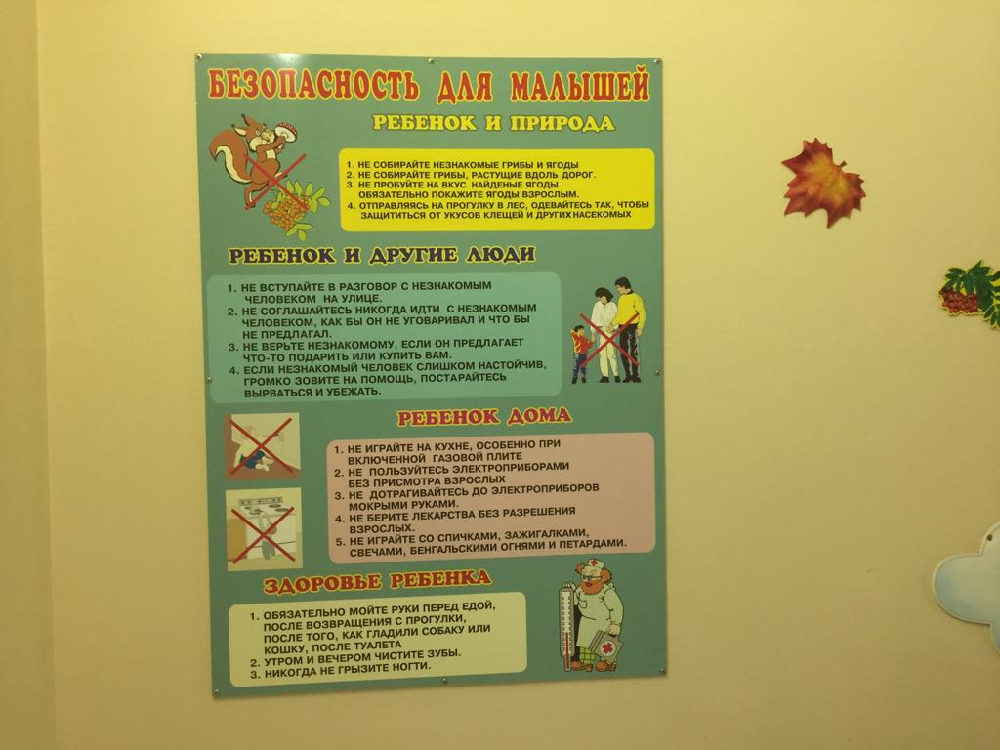 БЕЗОПАСНОСТЬ ДЛЯ МАЛЫШЕЙ
РЕБЕНОК И ПРИРОДА
1. НЕ СОБИРАЙТЕ НЕЗНАКОМЫЕ ГРИБЫ И ЯГОДЫ
2. НЕ СОБИРАЙТЕ ГРИБЫ, РАСТУЩИЕ ВДОЛЬ ДОРОГ.
3. НЕ ПРОБУЙТЕ НА ВКУС НАЙДЕНЫЕ ЯГОДЫ
ОБЯЗАТЕЛЬНО ПОКАЖИТЕ ЯГОДЫ ВЗРОСЛЫМ.
4. ОТПРАВЛЯЯСЬ НА ПРОГУЛКУ В ЛЕС, ОДЕВАЙТЕСЬ ТАК, ЧТОБЫ
ЗАЩИТИТЬСЯ ОТ УКУСОВ КЛЕЩЕЙ И ДРУГИХ НАСЕКОМЫХ
РЕБЕНОК И ДРУГИЕ ЛЮДИ
1. НЕ ВСТУПАЙТЕ В РАЗГОВОР С НЕЗНАКОМЫМ
ЧЕЛОВЕКОМ НА УЛИЦЕ.
2. НЕ СОГЛАШАЙТЕСЬ НИКОГДА ИДТИ С НЕЗНАКОМЫМ
ЧЕЛОВЕКОМ, КАК БЫ ОН НЕ УГОВАРИВАЛ И ЧТО БЫ
НЕ ПРЕДЛАГАЛ.
3. НЕ ВЕРЬТЕ НЕЗНАКОМОМУ, ЕСЛИ ОН ПРЕДЛАГАЕТ
ЧТО-ТО ПОДАРИТЬ ИЛИ КУПИТЬ ВАМ.
4. ЕСЛИ НЕЗНАКОМЫЙ ЧЕЛОВЕК СЛИШКОМ НАСТОЙЧИВ,
ГРОМКО ЗОВИТЕ НА ПОМОЩЬ, ПОСТАРАЙТЕСЬ
ВЫРВАТЬСЯ И УБЕЖАТЬ.
РЕБЕНОК ДОМА
1. НЕ ИГРАЙТЕ НА КУХНЕ, ОСОБЕННО ПРИ
ВКЛЮЧЕННОЙ ГАЗОВОЙ ПЛИТЕ
2. НЕ ПОЛЬЗУЙТЕСЬ ЭЛЕКТРОПРИБОРАМИ
БЕЗ ПРИСМОТРА ВЗРОСЛЫХ
3. НЕ ДОТРАГИВАЙТЕСЬ ДО ЭЛЕКТРОПРИБОРОВ
МОКРЫМИ РУКАМИ.
4. НЕ БЕРИТЕ ЛЕКАРСТВА БЕЗ РАЗРЕШЕНИЯ
ВЗРОСЛЫХ.
5. НЕ ИГРАЙТЕ СО СПИЧКАМИ, ЗАЖИГАЛКАМИ,
СВЕЧАМИ, БЕНГАЛЬСКИМИ ОГНЯМИ И ПЕТАРДАМИ.
ЗДОРОВЬЕ РЕБЕНКА
1. ОБЯЗАТЕЛЬНО МОЙТЕ РУКИ ПЕРЕД ЕДОЙ,
ПОСЛЕ ВОЗВРАЩЕНИЯ С ПРОГУЛКИ,
ПОСЛЕ ТОГО, КАК ГЛАДИЛИ СОБАКУ ИЛИ
КОШКУ, ПОСЛЕ ТУАЛЕТА
2. УТРОМ И ВЕЧЕРОМ ЧИСТИТЕ ЗУБЫ.
3. НИКОГДА НЕ ГРЫЗИТЕ НОГТИ.